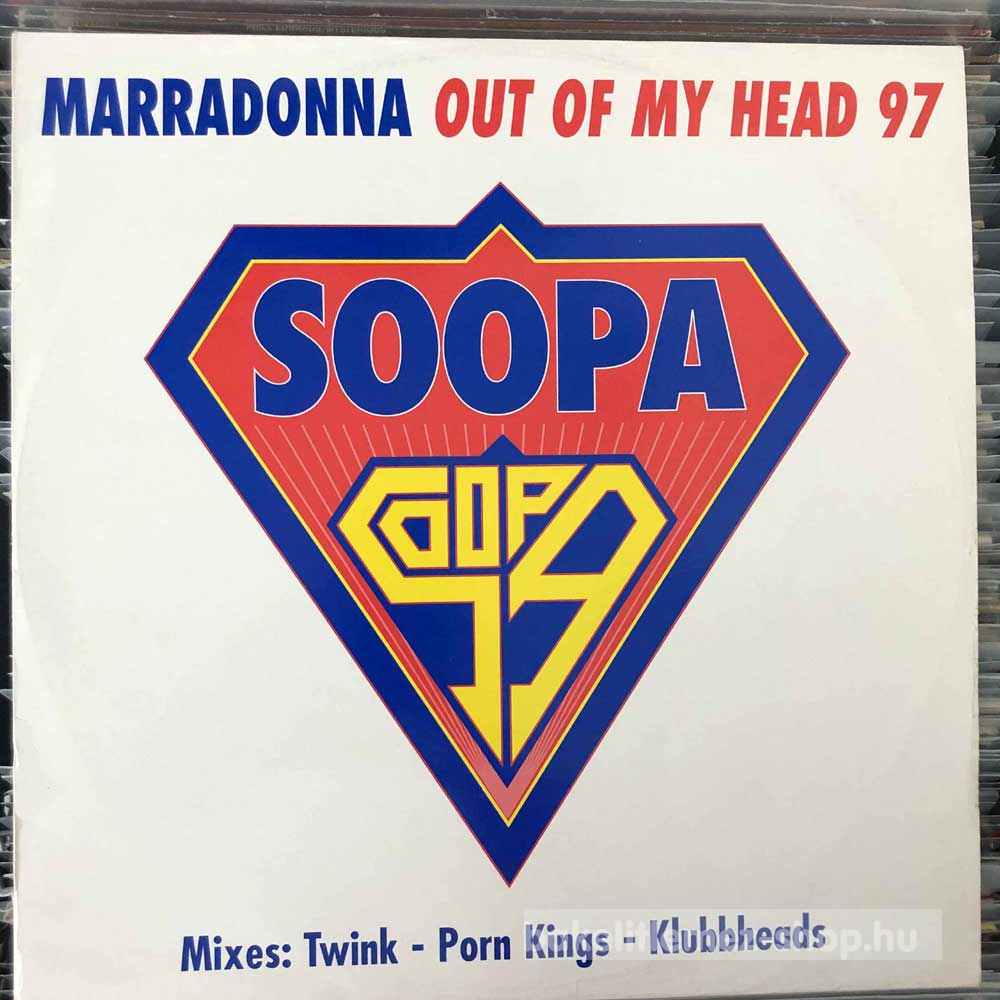 MARRADONNA OUT OF MY HEAD 97
SOOPA
COOP
99
Mixes: Twink - Porn Kings - Klubbheads